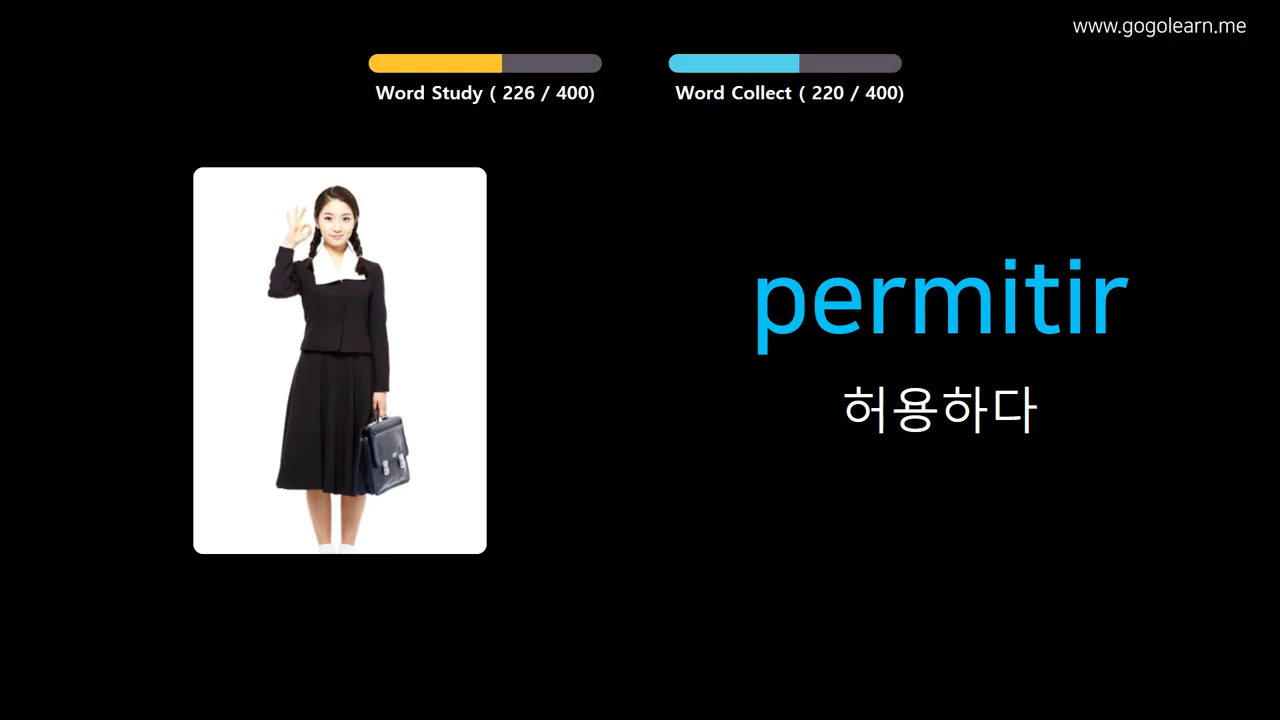 www.gogolearn.me
Word Study ( 226 / 400)
Word Collect ( 220 / 400)
permitir
허용하다